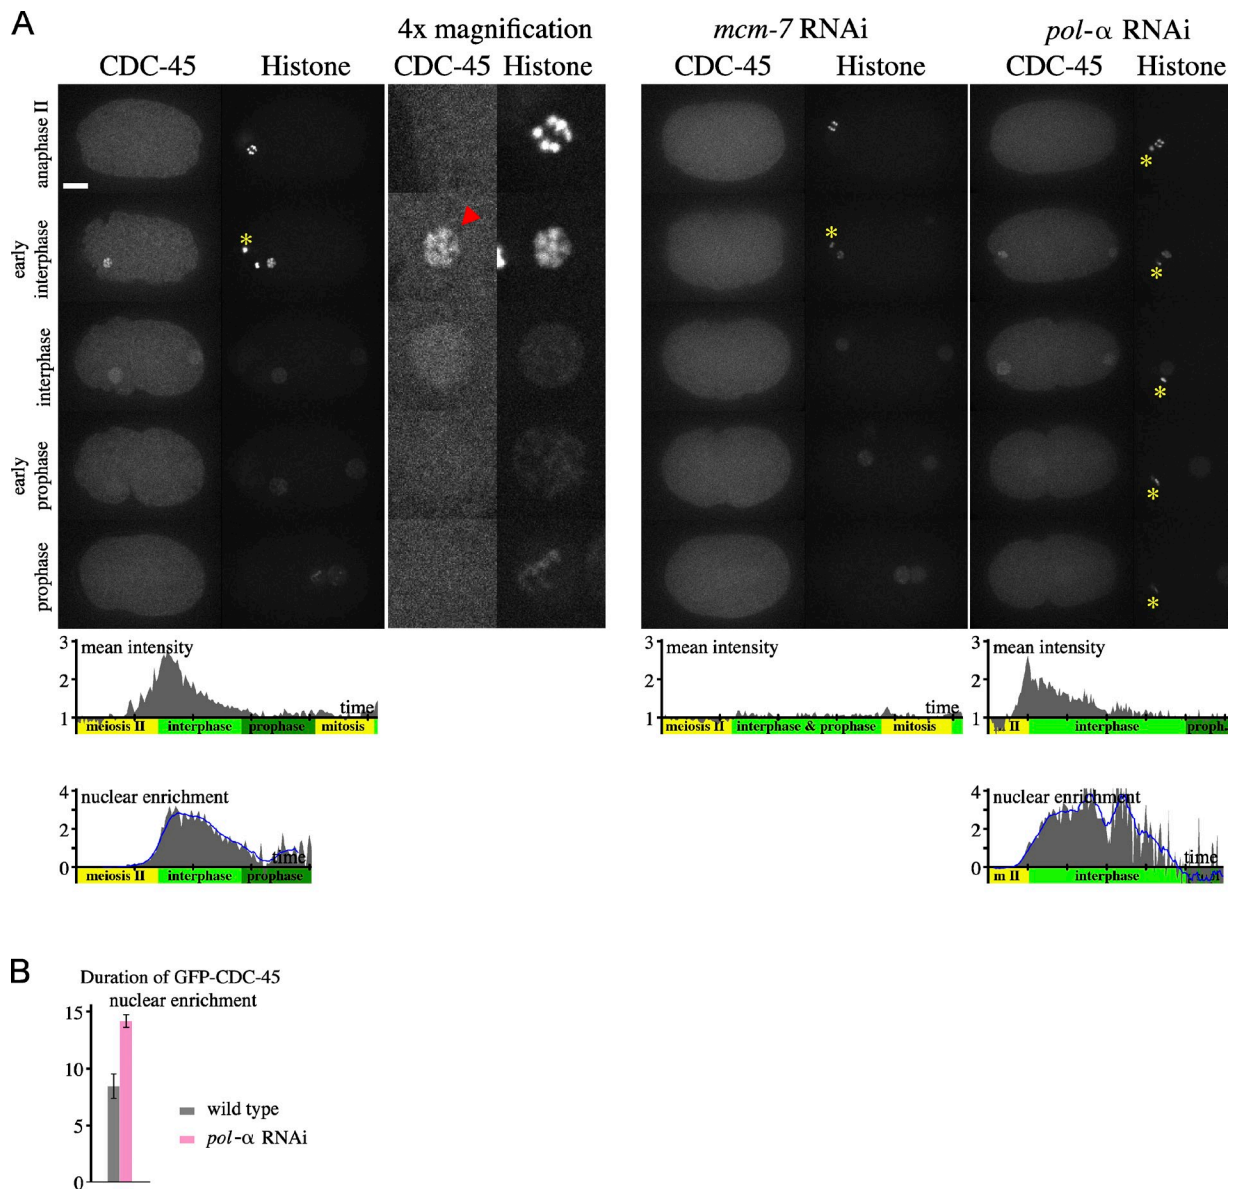 A
4x magnification
mcm-7 RNAi
pol-α RNAi
CDC-45
Histone
CDC-45
Histone
CDC-45
Histone
CDC-45
Histone
anaphase II
early
interphase
interphase
early
prophase
prophase
*
*
*
*
*
*
*
3
2
1
mean intensity
time
meiosis II
interphase
prophase
mitosis
3
2
1
mean intensity
time
meiosis II
interphase & prophase
mitosis
3
2
1
mean intensity
time
m II
interphase
proph.
4
2
0
nuclear enrichment
time
meiosis II
interphase
prophase
4
2
0
nuclear enrichment
time
m II
interphase
B
Duration of GFP-CDC-45
nuclear enrichment
15
10
5
0
wild type
pol-α RNAi